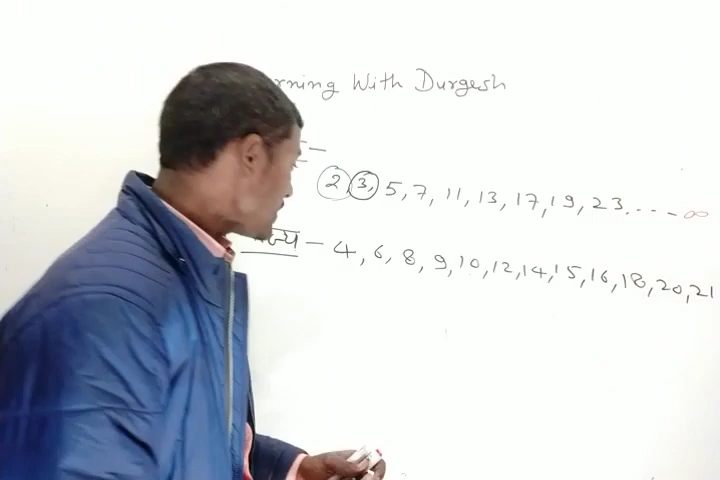 rning With Durgesh
2, 3, 5, 7, 11, 13, 17, 19, 23, .... ∞
ज्य - 4, 6, 8, 9, 10, 12, 14, 15, 16, 18, 20, 21